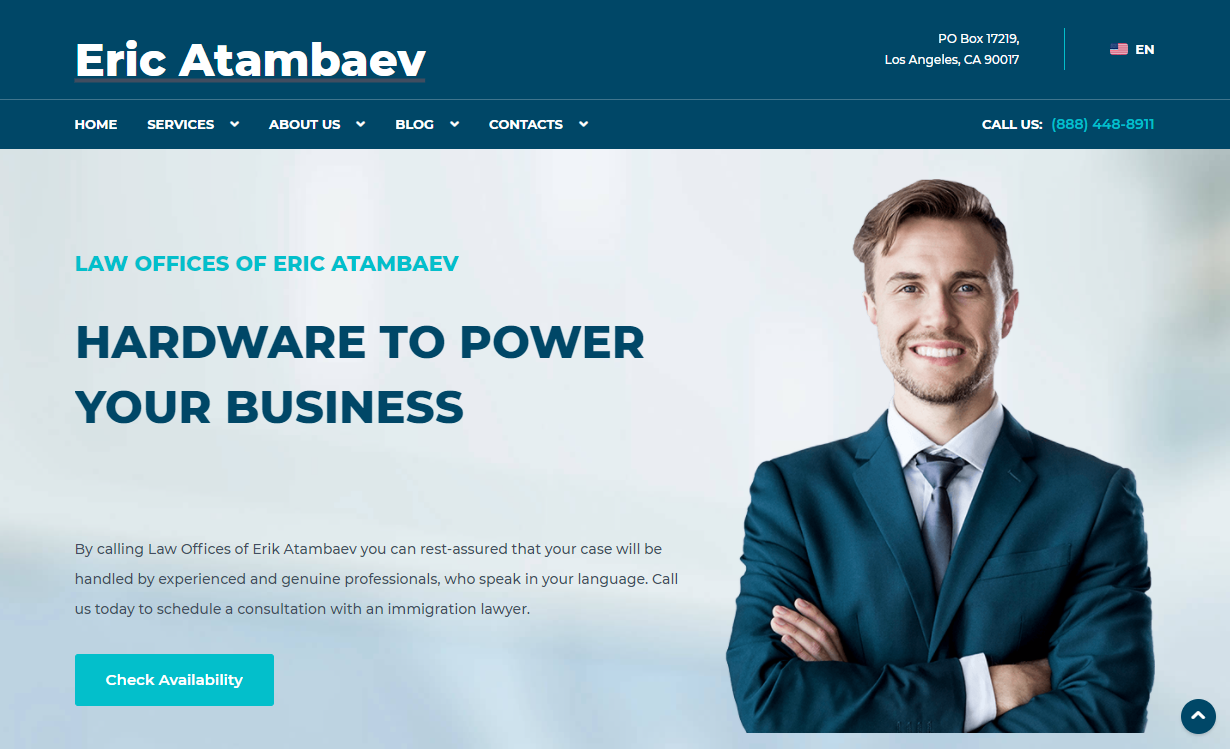 Eric Atambaev
PO Box 17219,
Los Angeles, CA 90017
EN
HOME SERVICES ABOUT US BLOG CONTACTS
CALL US: (888) 448-8911
LAW OFFICES OF ERIC ATAMBAEV
HARDWARE TO POWER
YOUR BUSINESS
By calling Law Offices of Erik Atambaev you can rest-assured that your case will be
handled by experienced and genuine professionals, who speak in your language. Call
us today to schedule a consultation with an immigration lawyer.
Check Availability